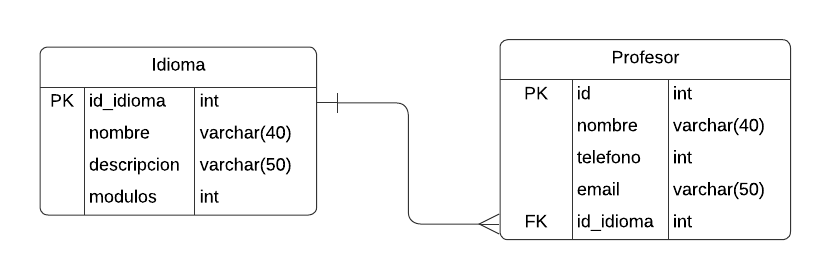 Idioma
PK id_idioma int
nombre varchar(40)
descripcion varchar(50)
modulos int
Profesor
PK id int
nombre varchar(40)
telefono int
email varchar(50)
FK id_idioma int